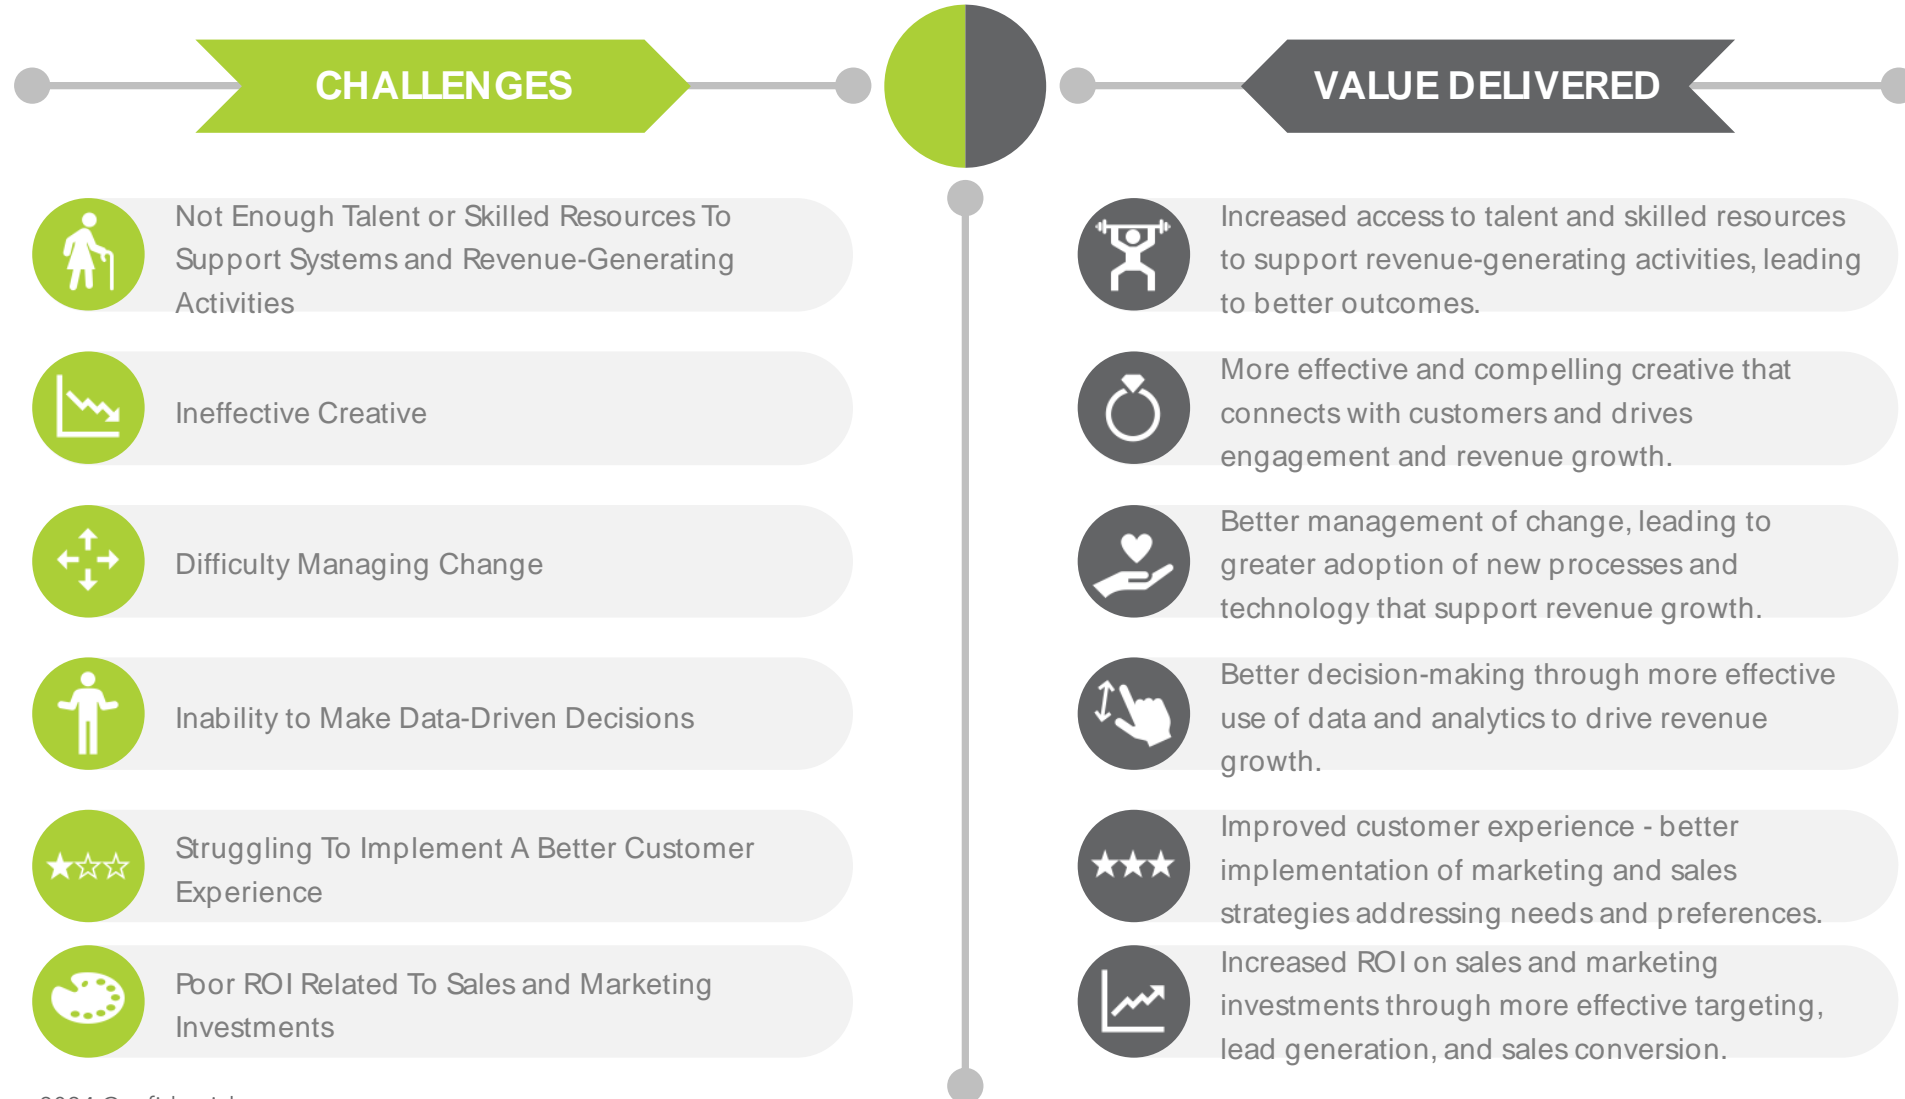 CHALLENGES
Not Enough Talent or Skilled Resources To
Support Systems and Revenue-Generating
Activities
Ineffective Creative
Difficulty Managing Change
Inability to Make Data-Driven Decisions
Struggling To Implement A Better Customer
Experience
Poor ROI Related To Sales and Marketing
Investments
VALUE DELIVERED
Increased access to talent and skilled resources
to support revenue-generating activities, leading
to better outcomes.
More effective and compelling creative that
connects with customers and drives
engagement and revenue growth.
Better management of change, leading to
greater adoption of new processes and
technology that support revenue growth.
Better decision-making through more effective
use of data and analytics to drive revenue
growth.
Improved customer experience - better
implementation of marketing and sales
strategies addressing needs and preferences.
Increased ROI on sales and marketing
investments through more effective targeting,
lead generation, and sales conversion.